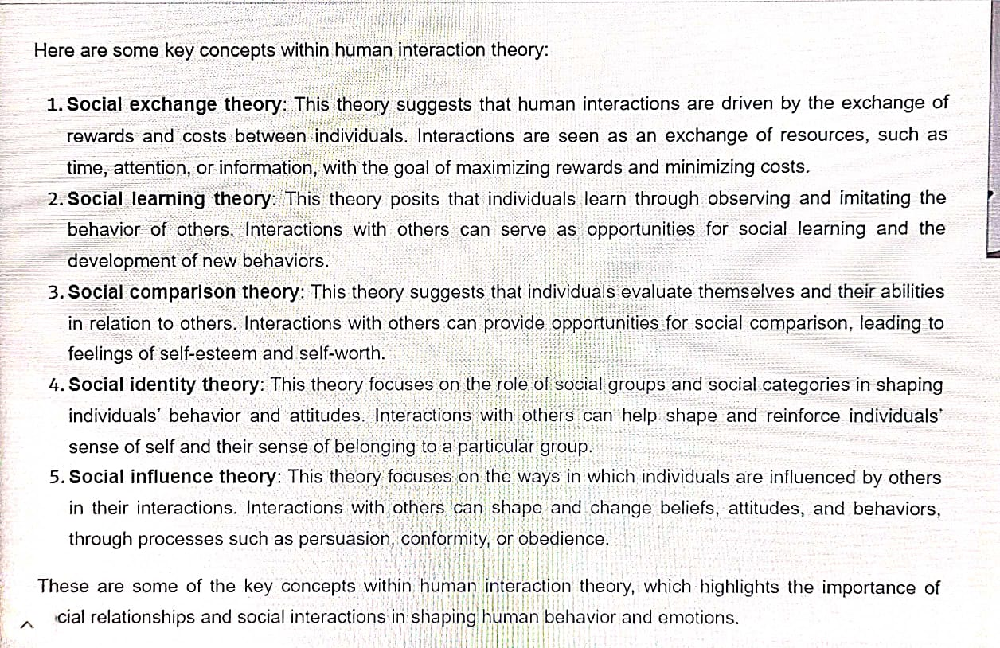 Here are some key concepts within human interaction theory:
1. Social exchange theory: This theory suggests that human interactions are driven by the exchange of
rewards and costs between individuals. Interactions are seen as an exchange of resources, such as
time, attention, or information, with the goal of maximizing rewards and minimizing costs.
2. Social learning theory: This theory posits that individuals learn through observing and imitating the
behavior of others. Interactions with others can serve as opportunities for social learning and the
development of new behaviors.
3. Social comparison theory: This theory suggests that individuals evaluate themselves and their abilities
in relation to others. Interactions with others can provide opportunities for social comparison, leading to
feelings of self-esteem and self-worth.
4. Social identity theory: This theory focuses on the role of social groups and social categories in shaping
individuals’ behavior and attitudes. Interactions with others can help shape and reinforce individuals’
sense of self and their sense of belonging to a particular group.
5. Social influence theory: This theory focuses on the ways in which individuals are influenced by others
in their interactions. Interactions with others can shape and change beliefs, attitudes, and behaviors,
through processes such as persuasion, conformity, or obedience.
These are some of the key concepts within human interaction theory, which highlights the importance of
cial relationships and social interactions in shaping human behavior and emotions.